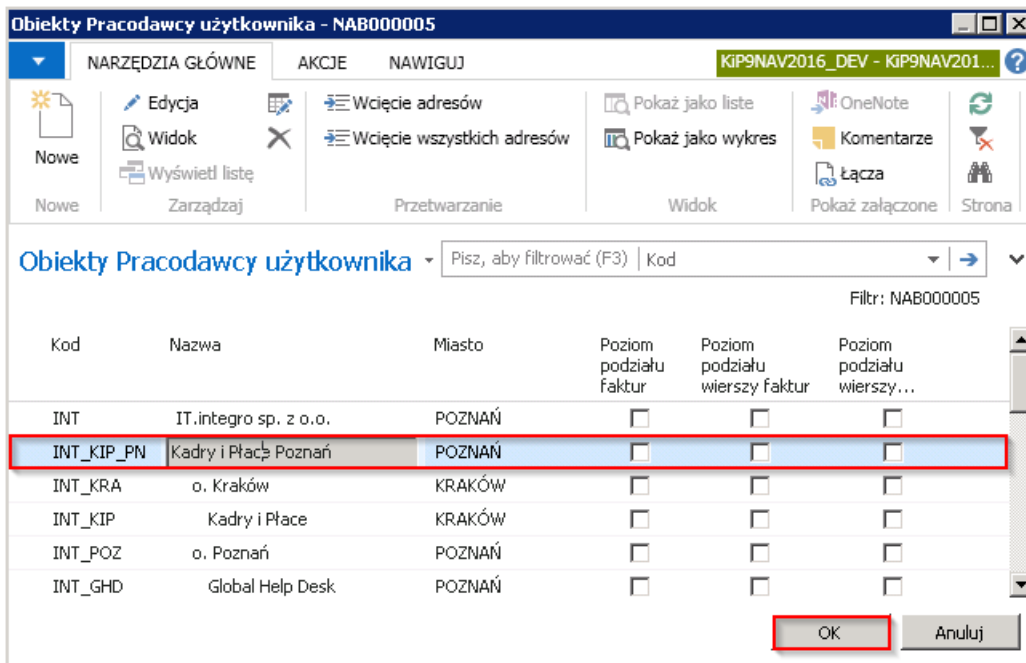 Obiekty Pracodawcy użytkownika - NAB000005
NARZĘDZIA GŁÓWNE AKCJE NAWIGUJ KiP9NAV2016_DEV - KiP9NAV201...
Nowe
Edycja
Widok
Wyświetl listę
Wcięcie adresów
Wcięcie wszystkich adresów
Pokaż jako liste
Pokaż jako wykres
OneNote
Komentarze
Łącza
Nowe Zarządzaj Przetwarzanie Widok Pokaż załączone Strona
Obiekty Pracodawcy użytkownika Pisz, aby filtrować (F3) Kod
Filtr: NAB000005
Kod Nazwa Miasto Poziom podziału faktur Poziom podziału wierszy faktur Poziom podziału wierszy...
INT IT.integro sp. z o.o. POZNAŃ
INT_KIP_PN Kadry i Płace Poznań POZNAŃ
INT_KRA o. Kraków KRAKÓW
INT_KIP Kadry i Płace KRAKÓW
INT_POZ o. Poznań POZNAŃ
INT_GHD Global Help Desk POZNAŃ
OK Anuluj